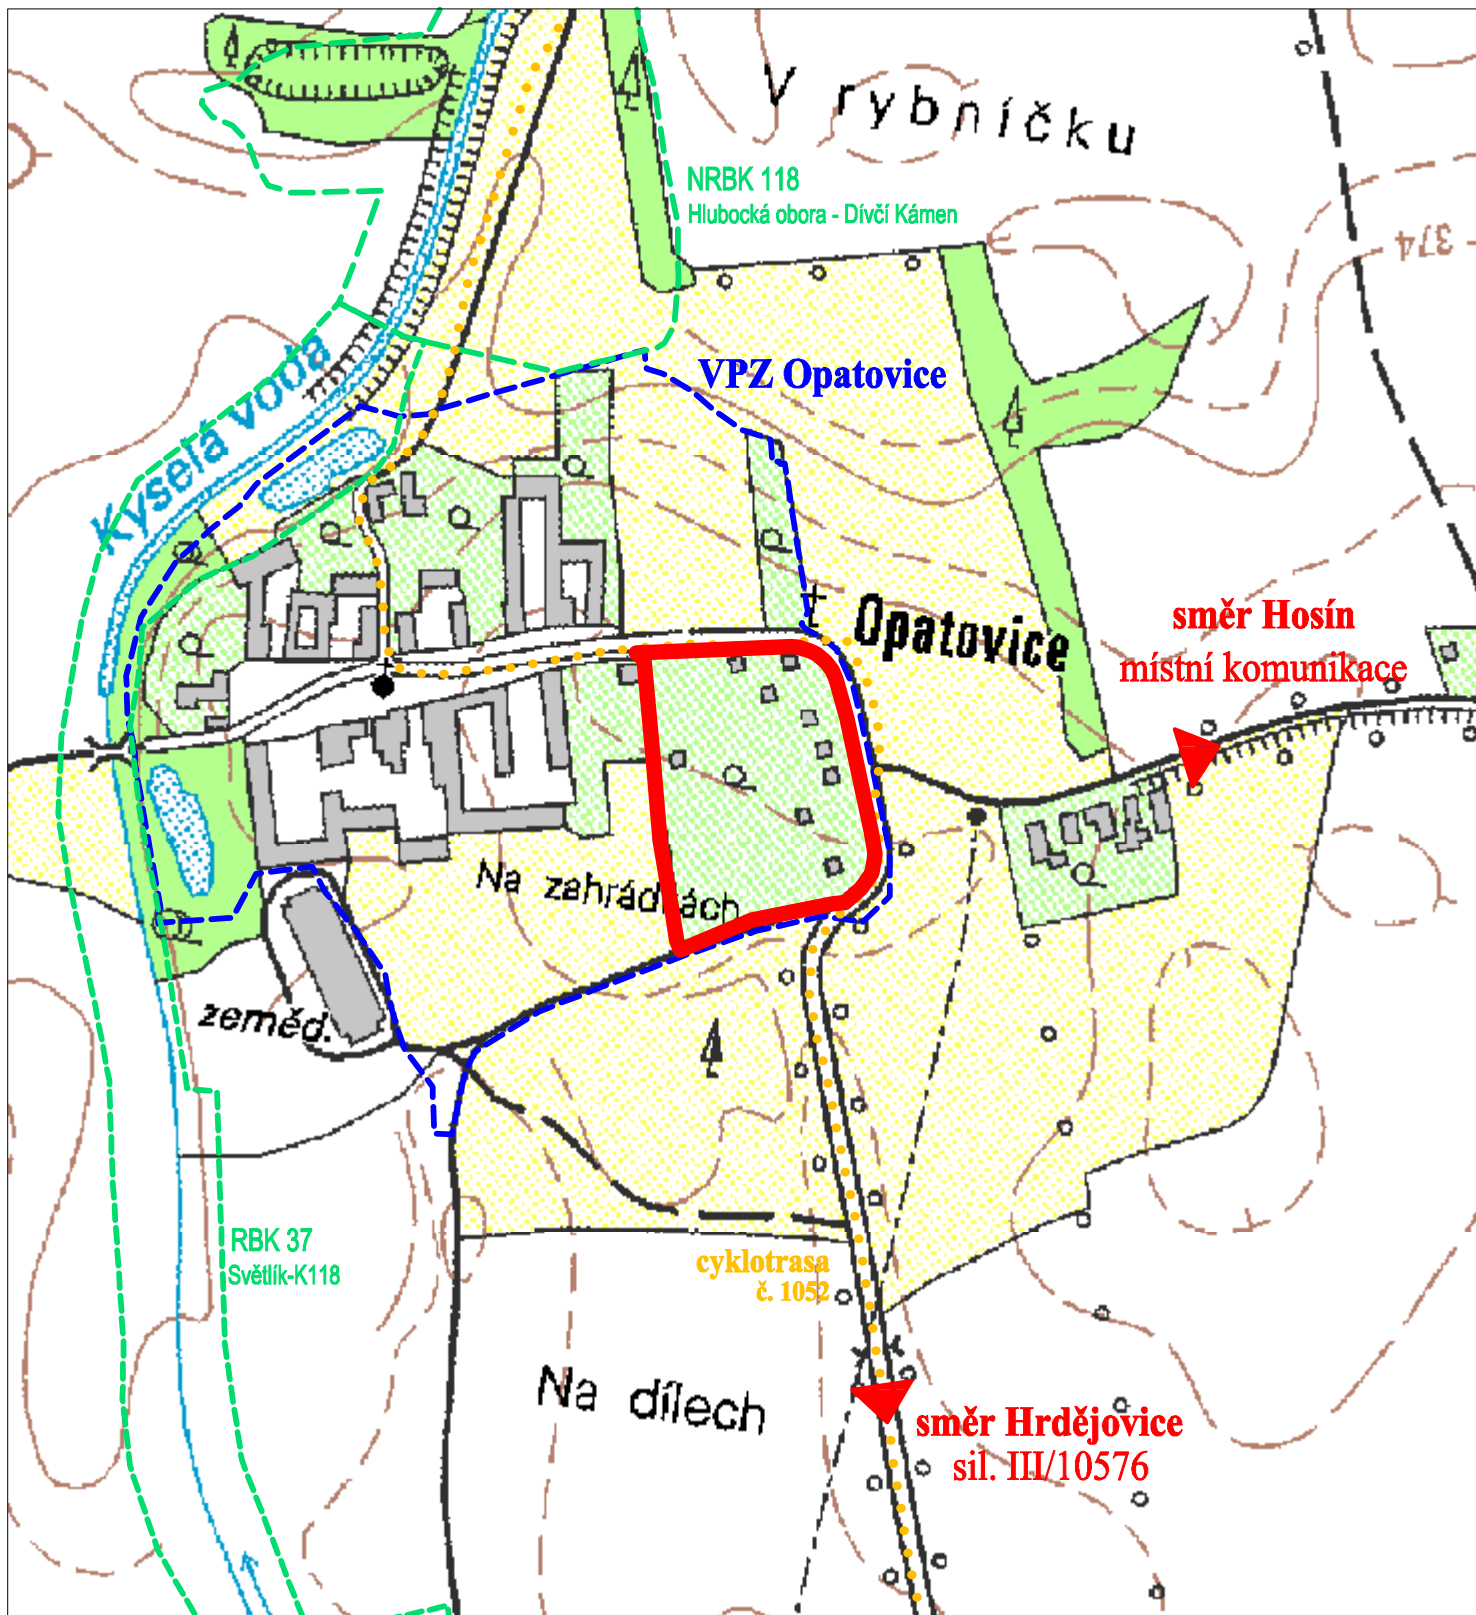 V rybníčku
NRBK 118
Hlubocká obora - Dívčí Kámen
374
Kyselá voda
VPZ Opatovice
Opatovice
směr Hosín
místní komunikace
Na zahrádkách
zeměd.
RBK 37
Světlík-K118
cyklotrasa
č. 1052
Na dílech
směr Hrdějovice
sil. III/10576